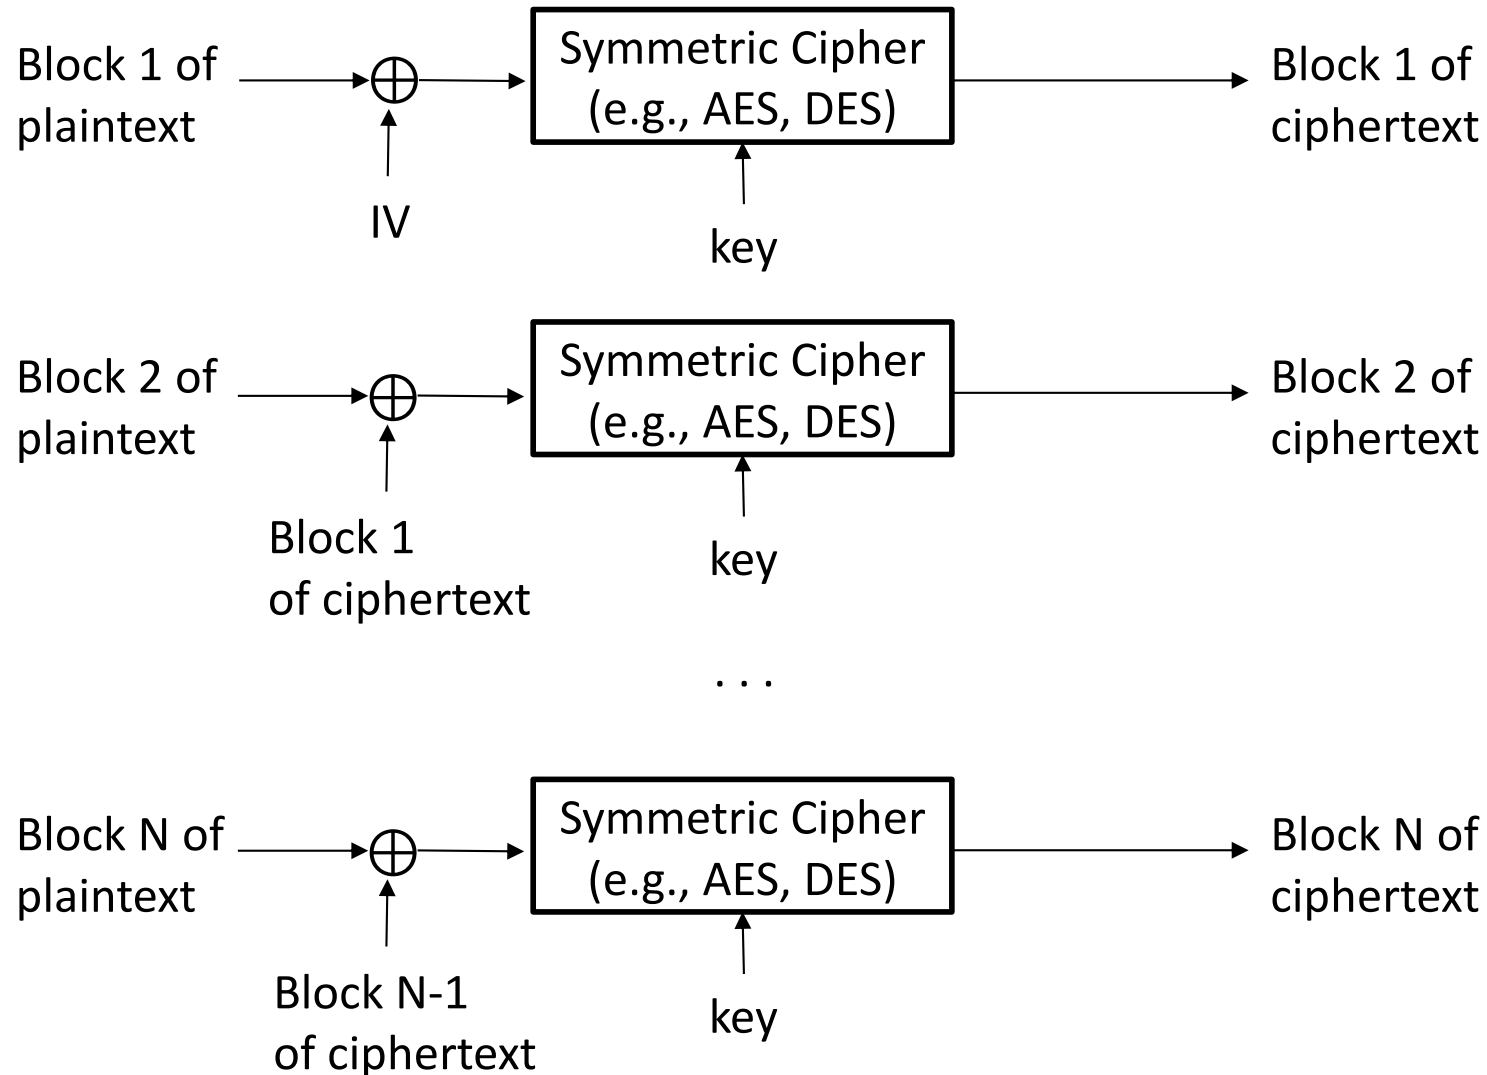 Block 1 of
plaintext
Symmetric Cipher
(e.g., AES, DES)
Block 1 of
ciphertext
IV
key
Block 2 of
plaintext
Symmetric Cipher
(e.g., AES, DES)
Block 2 of
ciphertext
Block 1
of ciphertext
key
. . .
Block N of
plaintext
Symmetric Cipher
(e.g., AES, DES)
Block N of
ciphertext
Block N-1
of ciphertext
key